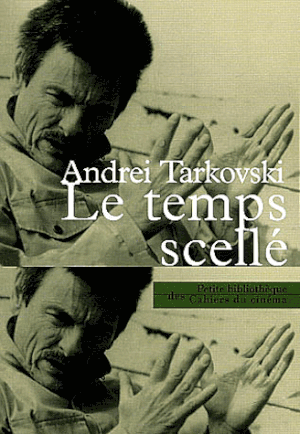 Andrei Tarkovski
Le temps
scellé
Petite bibliothèque
des Cahiers du cinéma